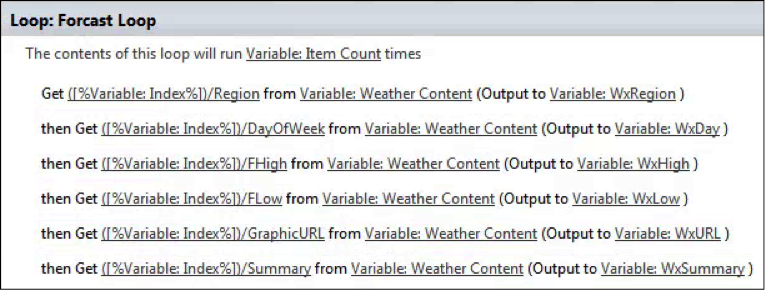 Loop: Forcast Loop
The contents of this loop will run Variable: Item Count times
Get ([%Variable: Index%])/Region from Variable: Weather Content (Output to Variable: WxRegion )
then Get ([%Variable: Index%])/DayOfWeek from Variable: Weather Content (Output to Variable: WxDay )
then Get ([%Variable: Index%])/FHigh from Variable: Weather Content (Output to Variable: WxHigh )
then Get ([%Variable: Index%])/FLow from Variable: Weather Content (Output to Variable: WxLow )
then Get ([%Variable: Index%])/GraphicURL from Variable: Weather Content (Output to Variable: WxURL )
then Get ([%Variable: Index%])/Summary from Variable: Weather Content (Output to Variable: WxSummary )